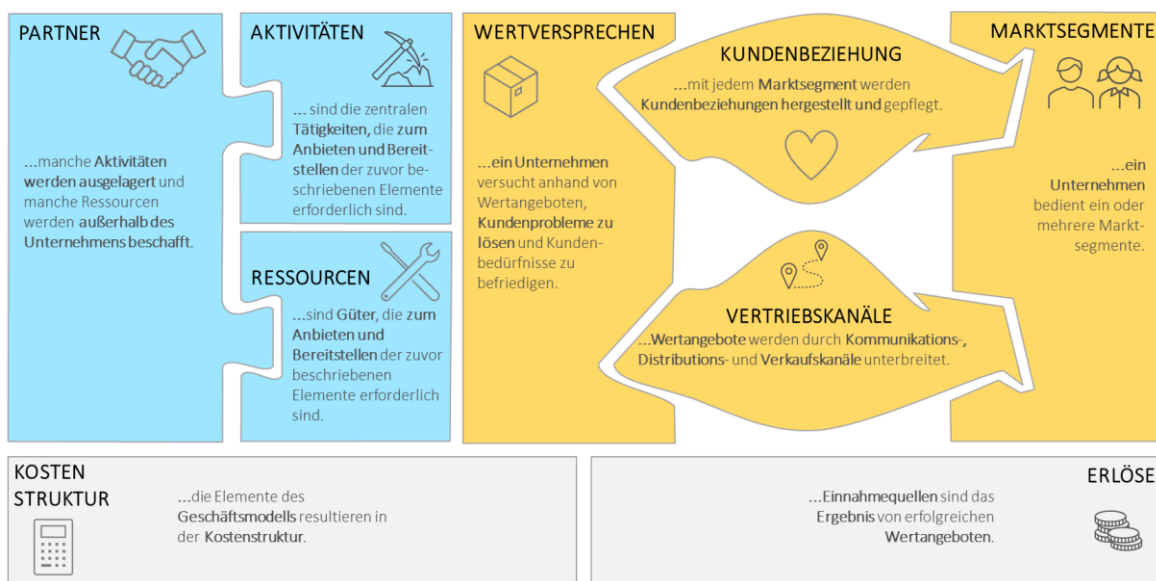 PARTNER
...manche Aktivitäten
werden ausgelagert und
manche Ressourcen
werden außerhalb des
Unternehmens beschafft.
AKTIVITÄTEN
... sind die zentralen
Tätigkeiten, die zum
Anbieten und Bereit-
stellen der zuvor be-
schriebenen Elemente
erforderlich sind.
RESSOURCEN
...sind Güter, die zum
Anbieten und
Bereitstellen der zuvor
beschriebenen
Elemente erforderlich
sind.
WERTVERSPRECHEN
...ein Unternehmen
versucht anhand von
Wertangeboten,
Kundenprobleme zu
lösen und Kunden-
bedürfnisse zu
befriedigen.
KUNDENBEZIEHUNG
...mit jedem Marktsegment werden
Kundenbeziehungen hergestellt und gepflegt.
VERTRIEBSKANÄLE
...Wertangebote werden durch Kommunikations-,
Distributions- und Verkaufskanäle unterbreitet.
MARKTSEGMENTE
...ein
Unternehmen
bedient ein oder
mehrere Markt-
segmente.
KOSTEN
STRUKTUR
...die Elemente des
Geschäftsmodells resultieren in
der Kostenstruktur.
ERLÖSE
...Einnahmequellen sind das
Ergebnis von erfolgreichen
Wertangeboten.